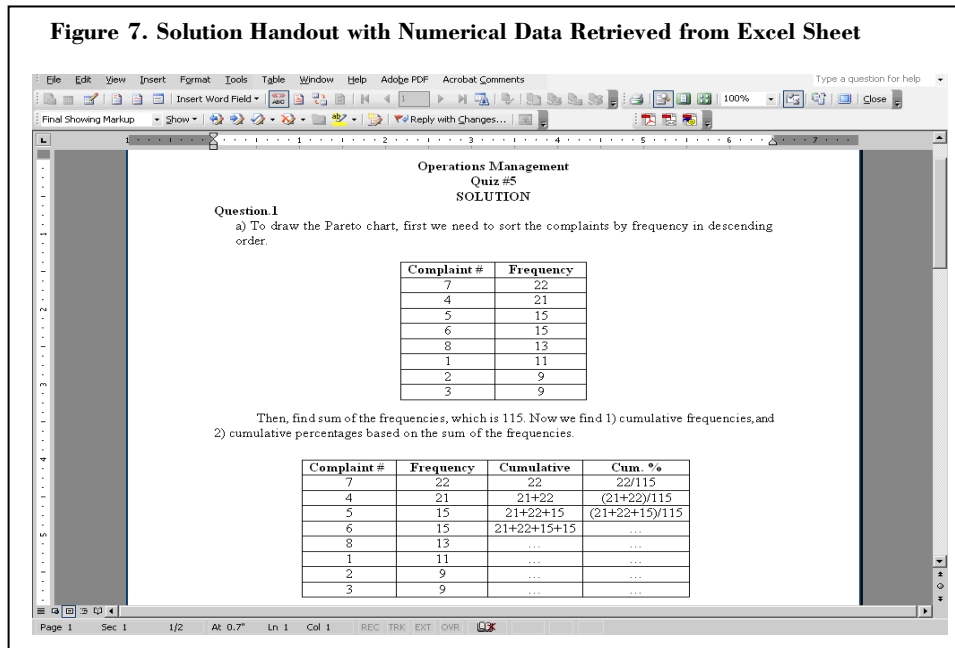 Figure 7. Solution Handout with Numerical Data Retrieved from Excel Sheet
File Edit View Insert Format Tools Table Window Help Adobe PDF Acrobat Comments Type a question for help
Insert Word Field 1 100% Close
Final Showing Markup Show Reply with Changes...
Operations Management
Quiz #5
SOLUTION
Question.1
a) To draw the Pareto chart, first we need to sort the complaints by frequency in descending
order.
Complaint # Frequency
7 22
4 21
5 15
6 15
8 13
1 11
2 9
3 9
Then, find sum of the frequencies, which is 115. Now we find 1) cumulative frequencies,and
2) cumulative percentages based on the sum of the frequencies.
Complaint # Frequency Cumulative Cum. %
7 22 22 22/115
4 21 21+22 (21+22)/115
5 15 21+22+15 (21+22+15)/115
6 15 21+22+15+15 ...
8 13 ... ...
1 11 ... ...
2 9 ... ...
3 9 ... ...
Page 1 Sec 1 1/2 At 0.7" Ln 1 Col 1 REC TRK EXT OVR